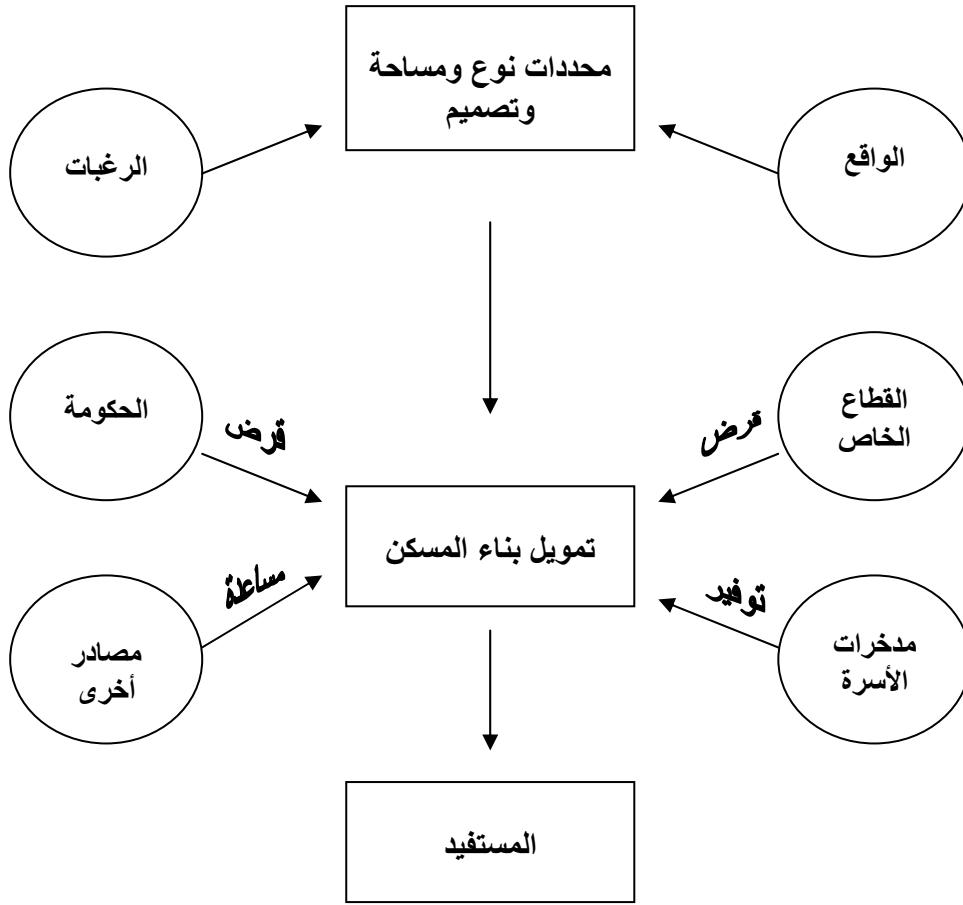 محددات نوع ومساحة
وتصميم
الواقع
الرغبات
القطاع
الخاص
قرض
الحكومة
قرض
تمويل بناء المسكن
مدخرات
الأسرة
توفير
مصادر
أخرى
مساعدة
المستفيد